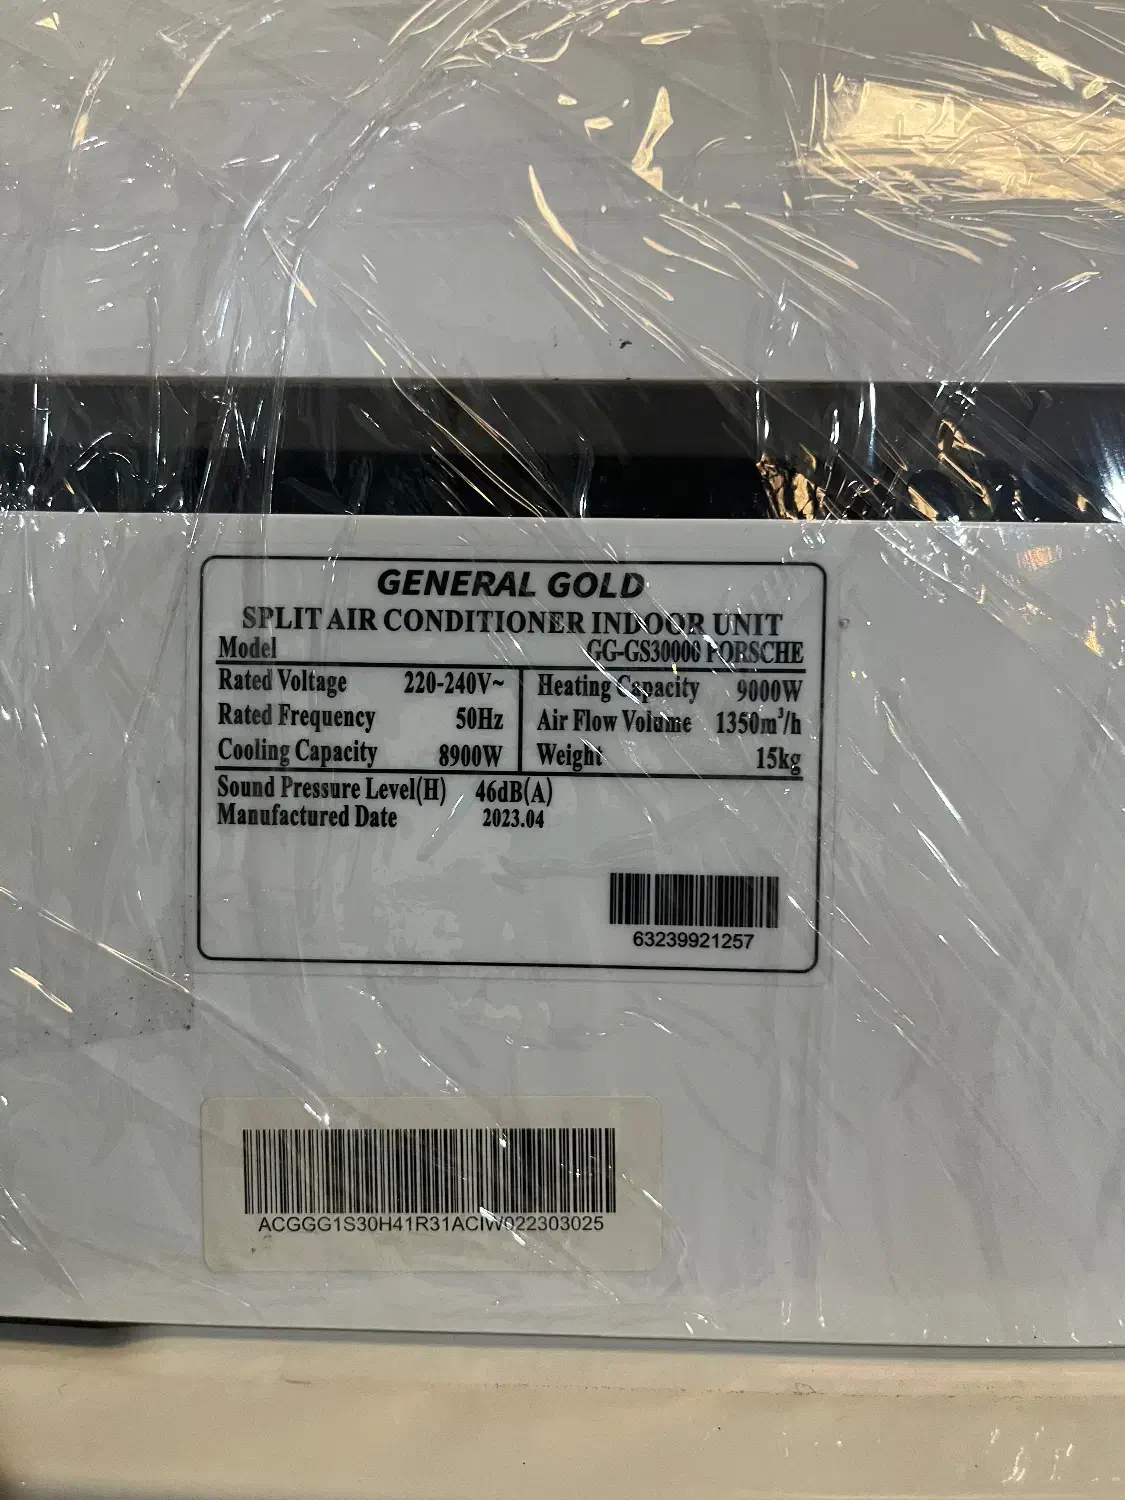 GENERAL GOLD
SPLIT AIR CONDITIONER INDOOR UNIT
Model GG-GS30000 PORSCHE
Rated Voltage 220-240V~ Heating Capacity 9000W
Rated Frequency 50Hz Air Flow Volume 1350m³/h
Cooling Capacity 8900W Weight 15kg
Sound Pressure Level(H) 46dB(A)
Manufactured Date 2023.04
63239921257
ACGGG1S30H41R31ACIW022303025